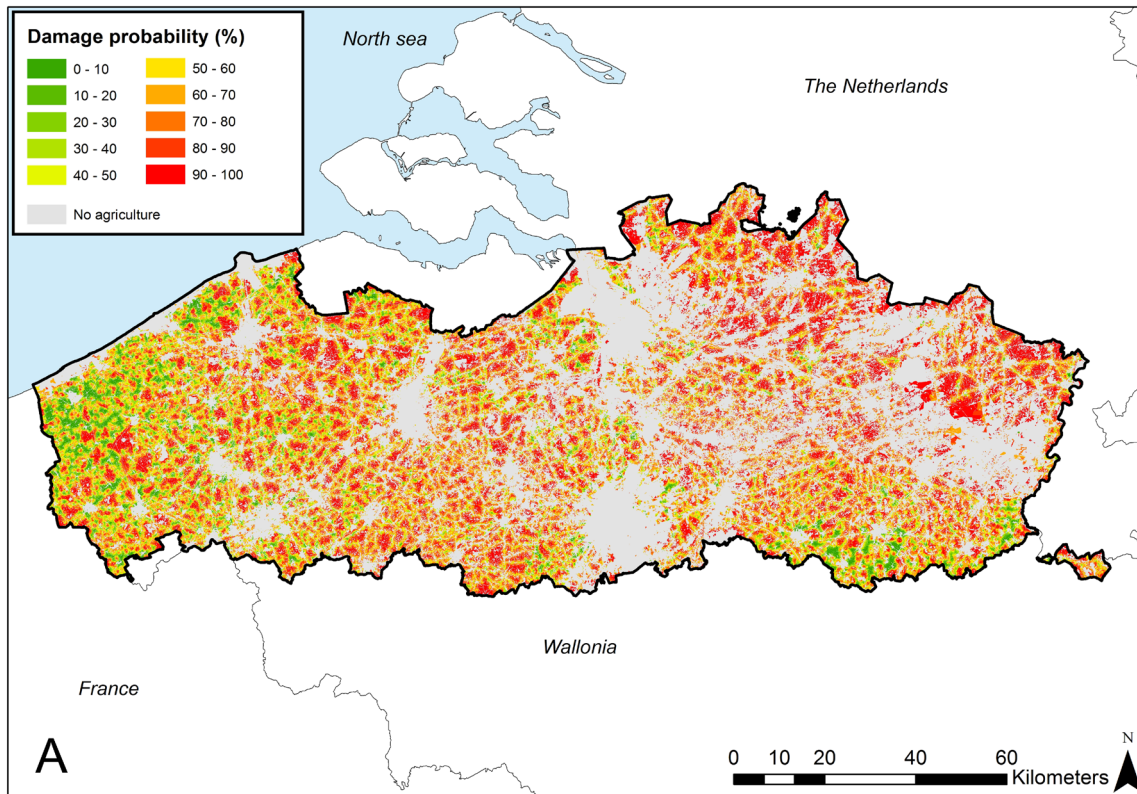 Damage probability (%)
0 - 10
10 - 20
20 - 30
30 - 40
40 - 50
50 - 60
60 - 70
70 - 80
80 - 90
90 - 100
No agriculture
North sea
The Netherlands
Wallonia
France
A
0 10 20 40 60
Kilometers
N